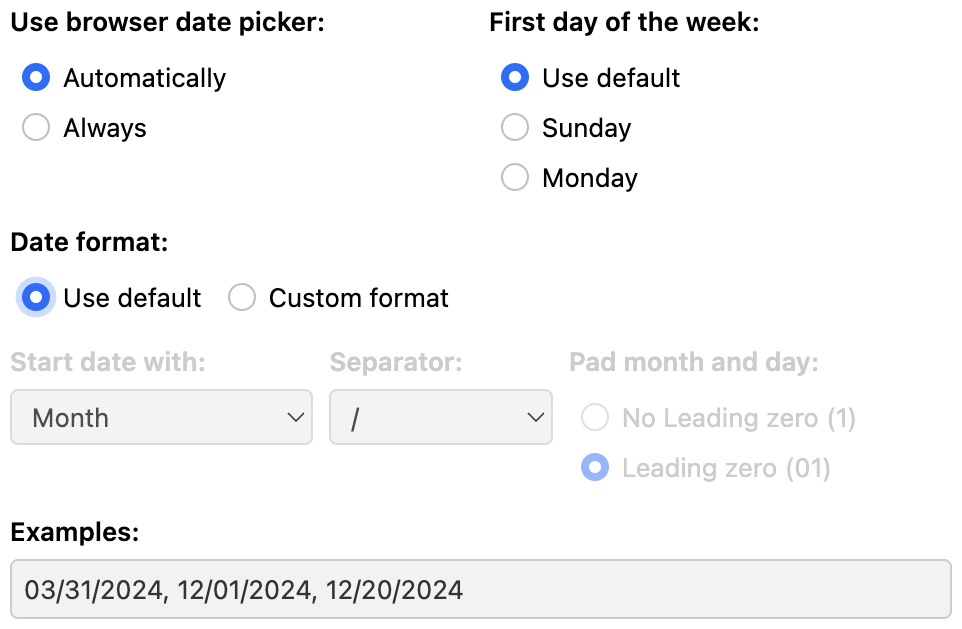 Use browser date picker:
Automatically
Always
First day of the week:
Use default
Sunday
Monday
Date format:
Use default
Custom format
Start date with:
Month
Separator:
/
Pad month and day:
No Leading zero (1)
Leading zero (01)
Examples:
03/31/2024, 12/01/2024, 12/20/2024